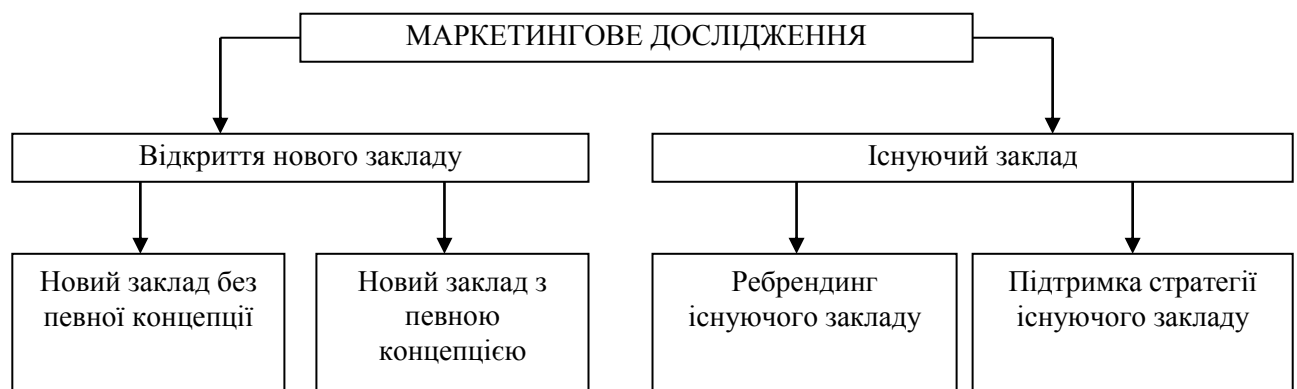 МАРКЕТИНГОВЕ ДОСЛІДЖЕННЯ
Відкриття нового закладу
Існуючий заклад
Новий заклад без
певної концепції
Новий заклад з
певною
концепцією
Ребрендинг
існуючого закладу
Підтримка стратегії
існуючого закладу